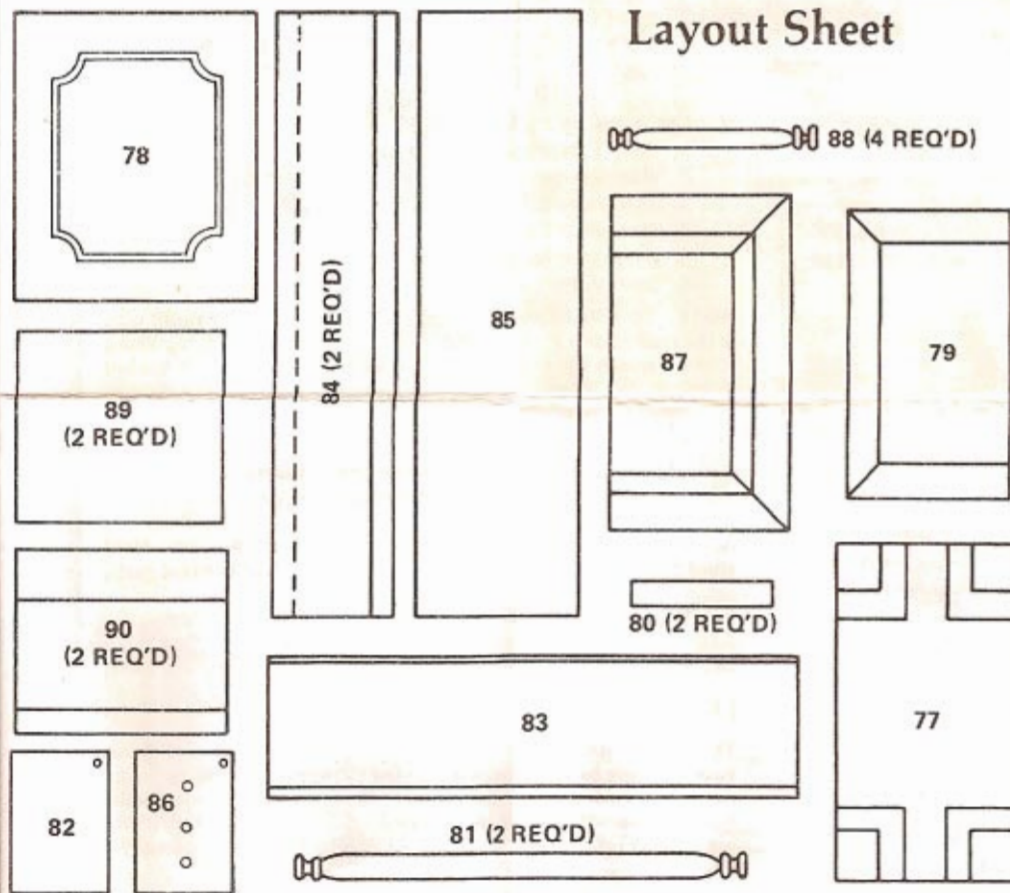 Layout Sheet
78
84 (2 REQ'D)
85
88 (4 REQ'D)
87
79
89
(2 REQ'D)
90
(2 REQ'D)
80 (2 REQ'D)
83
77
82
86
81 (2 REQ'D)